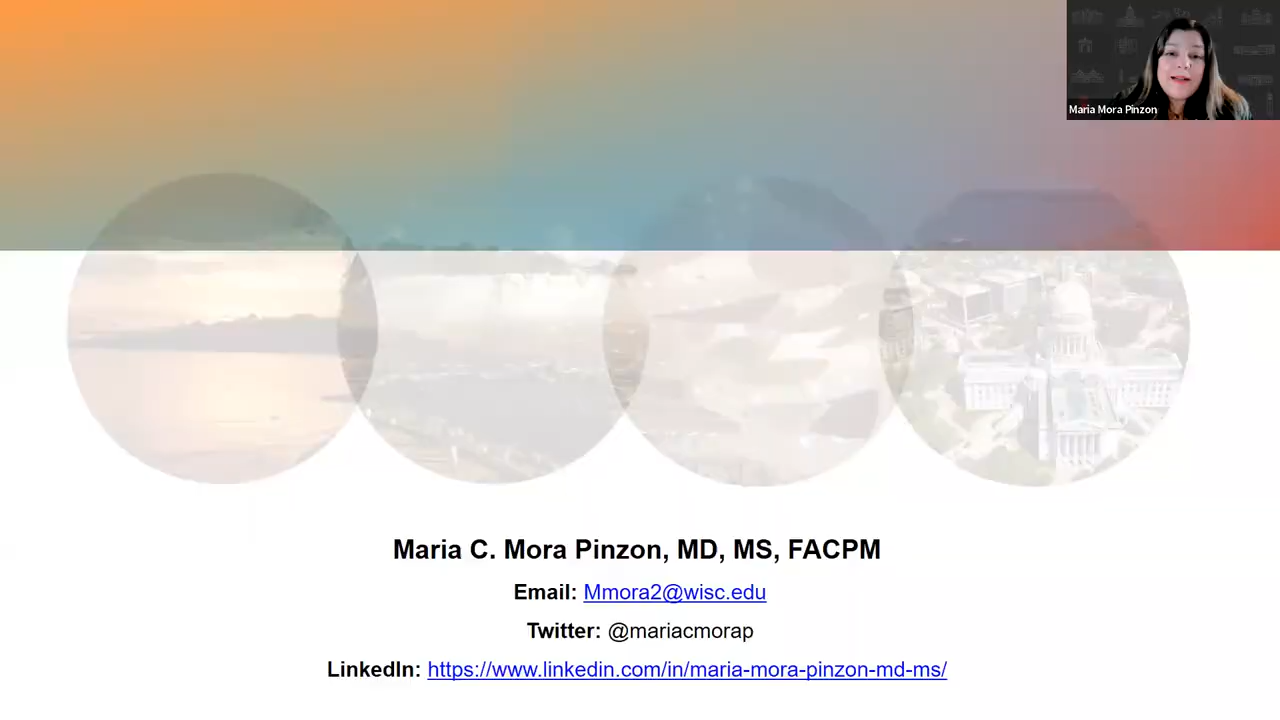 Maria Mora Pinzon
Maria C. Mora Pinzon, MD, MS, FACPM
Email: Mmora2@wisc.edu
Twitter: @mariacmorap
LinkedIn: https://www.linkedin.com/in/maria-mora-pinzon-md-ms/